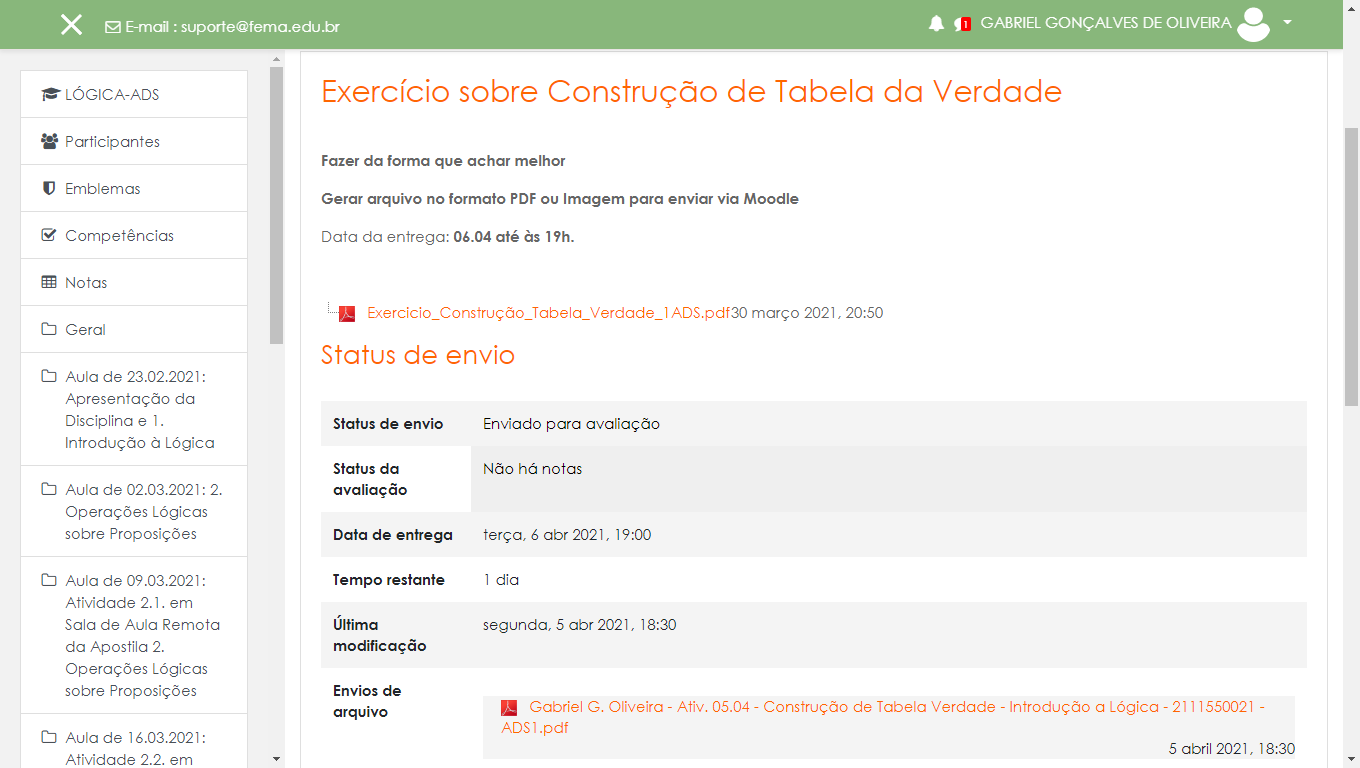 E-mail : suporte@fema.edu.br
1
GABRIEL GONÇALVES DE OLIVEIRA
LÓGICA-ADS
Participantes
Emblemas
Competências
Notas
Geral
Aula de 23.02.2021:
Apresentação da
Disciplina e 1.
Introdução à Lógica
Aula de 02.03.2021: 2.
Operações Lógicas
sobre Proposições
Aula de 09.03.2021:
Atividade 2.1. em
Sala de Aula Remota
da Apostila 2.
Operações Lógicas
sobre Proposições
Aula de 16.03.2021:
Atividade 2.2. em
Exercício sobre Construção de Tabela da Verdade
Fazer da forma que achar melhor
Gerar arquivo no formato PDF ou Imagem para enviar via Moodle
Data da entrega: 06.04 até às 19h.
Exercicio_Construção_Tabela_Verdade_1ADS.pdf30 março 2021, 20:50
Status de envio
Status de envio Enviado para avaliação
Status da
avaliação
Não há notas
Data de entrega terça, 6 abr 2021, 19:00
Tempo restante 1 dia
Última
modificação
segunda, 5 abr 2021, 18:30
Envios de
arquivo
Gabriel G. Oliveira - Ativ. 05.04 - Construção de Tabela Verdade - Introdução a Lógica - 2111550021 -
ADS1.pdf
5 abril 2021, 18:30